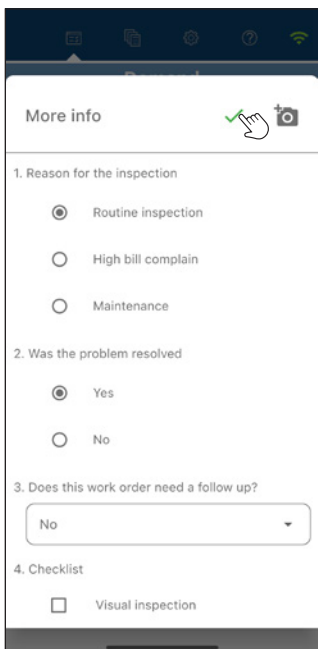 More info
1. Reason for the inspection
Routine inspection
High bill complain
Maintenance
2. Was the problem resolved
Yes
No
3. Does this work order need a follow up?
No
4. Checklist
Visual inspection